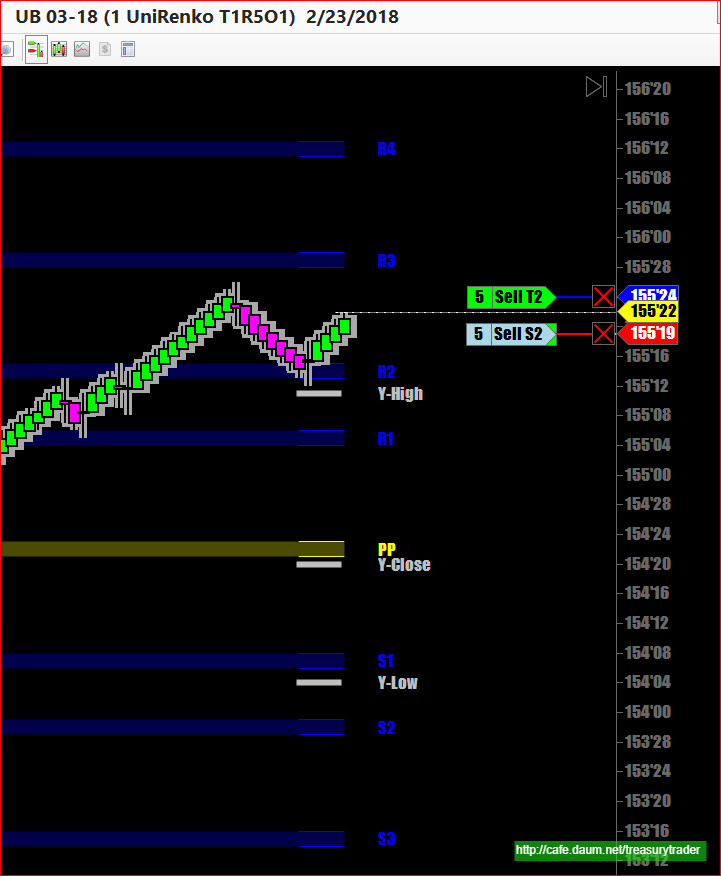 UB 03-18 (1 UniRenko T1R5O1) 2/23/2018
156'20
156'16
R4
156'12
156'08
156'04
156'00
R3
155'28
5 Sell T2
155'24
155'22
5 Sell S2
155'19
155'16
R2
155'12
Y-High
155'08
R1
155'04
155'00
154'28
154'24
PP
Y-Close
154'20
154'16
154'12
S1
154'08
Y-Low
154'04
154'00
S2
153'28
153'24
153'20
S3
153'16
http://cafe.daum.net/treasurytrader
153'12